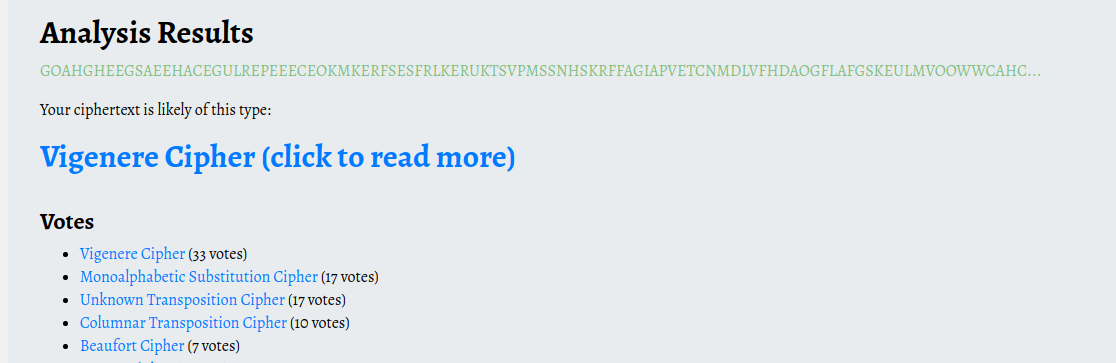 Analysis Results
GOAHGHEEGSAEEHACEGULREPEEECEOKMKERFSESFRLKERUKTSVPMSSNHSKRFFAGIAPVETCNMDLVFHDAOGFLAFGSKEULMVOOWWCAHC...
Your ciphertext is likely of this type:
Vigenere Cipher (click to read more)
Votes
• Vigenere Cipher (33 votes)
• Monoalphabetic Substitution Cipher (17 votes)
• Unknown Transposition Cipher (17 votes)
• Columnar Transposition Cipher (10 votes)
• Beaufort Cipher (7 votes)